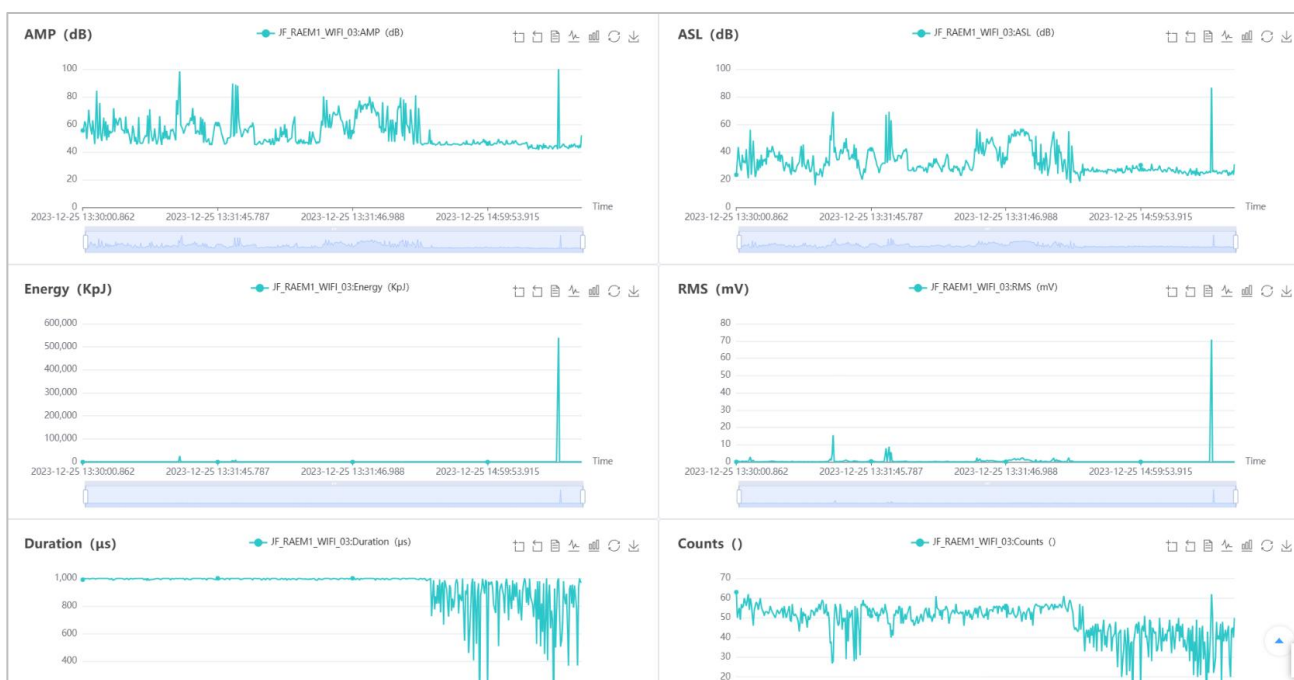 AMP (dB)
JF_RAEM1_WIFI_03:AMP (dB)
100
80
60
40
20
0
2023-12-25 13:30:00.862 2023-12-25 13:31:45.787 2023-12-25 13:31:46.988 2023-12-25 14:59:53.915
Time
ASL (dB)
JF_RAEM1_WIFI_03:ASL (dB)
100
80
60
40
20
0
2023-12-25 13:30:00.862 2023-12-25 13:31:45.787 2023-12-25 13:31:46.988 2023-12-25 14:59:53.915
Time
Energy (KpJ)
JF_RAEM1_WIFI_03:Energy (KpJ)
600,000
500,000
400,000
300,000
200,000
100,000
0
2023-12-25 13:30:00.862 2023-12-25 13:31:45.787 2023-12-25 13:31:46.988 2023-12-25 14:59:53.915
Time
RMS (mV)
JF_RAEM1_WIFI_03:RMS (mV)
80
70
60
50
40
30
20
10
0
2023-12-25 13:30:00.862 2023-12-25 13:31:45.787 2023-12-25 13:31:46.988 2023-12-25 14:59:53.915
Time
Duration (μs)
JF_RAEM1_WIFI_03:Duration (μs)
1,000
800
600
400
Counts ()
JF_RAEM1_WIFI_03:Counts ()
70
60
50
40
30
20